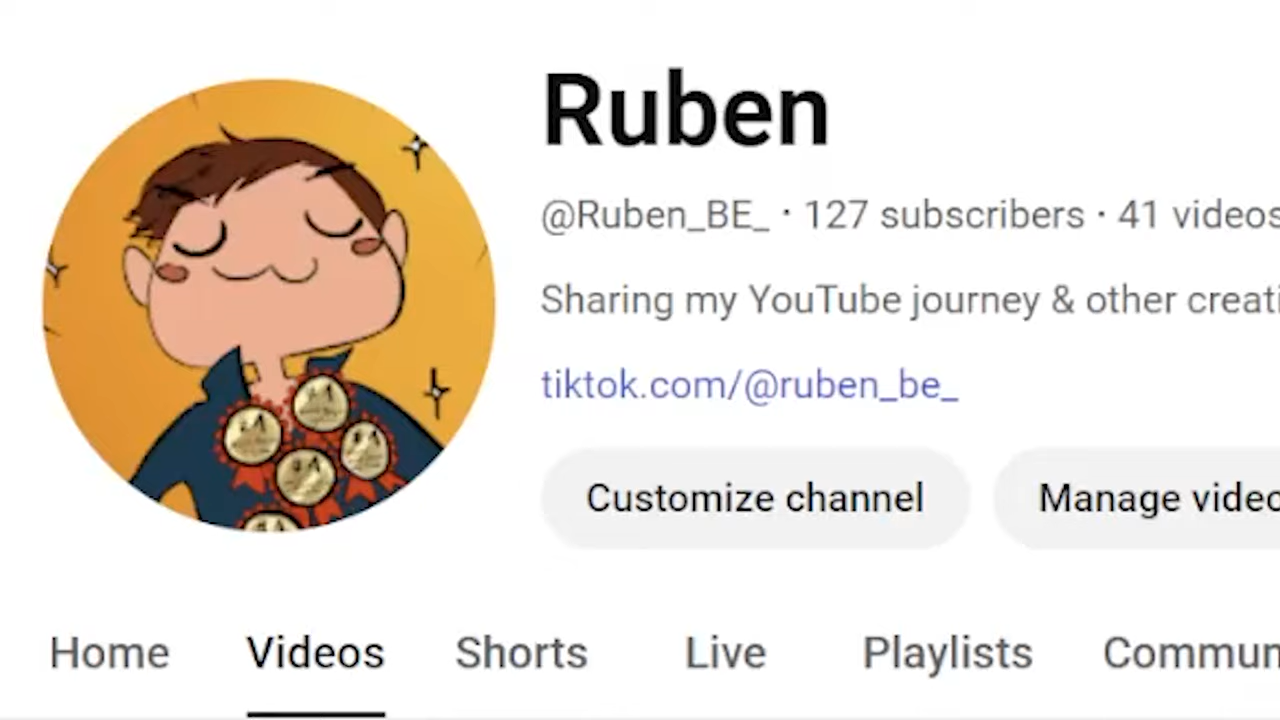 Ruben
@Ruben_BE_ · 127 subscribers · 41 videos
Sharing my YouTube journey & other creati
tiktok.com/@ruben_be_
Customize channel Manage video
Home Videos Shorts Live Playlists Commun